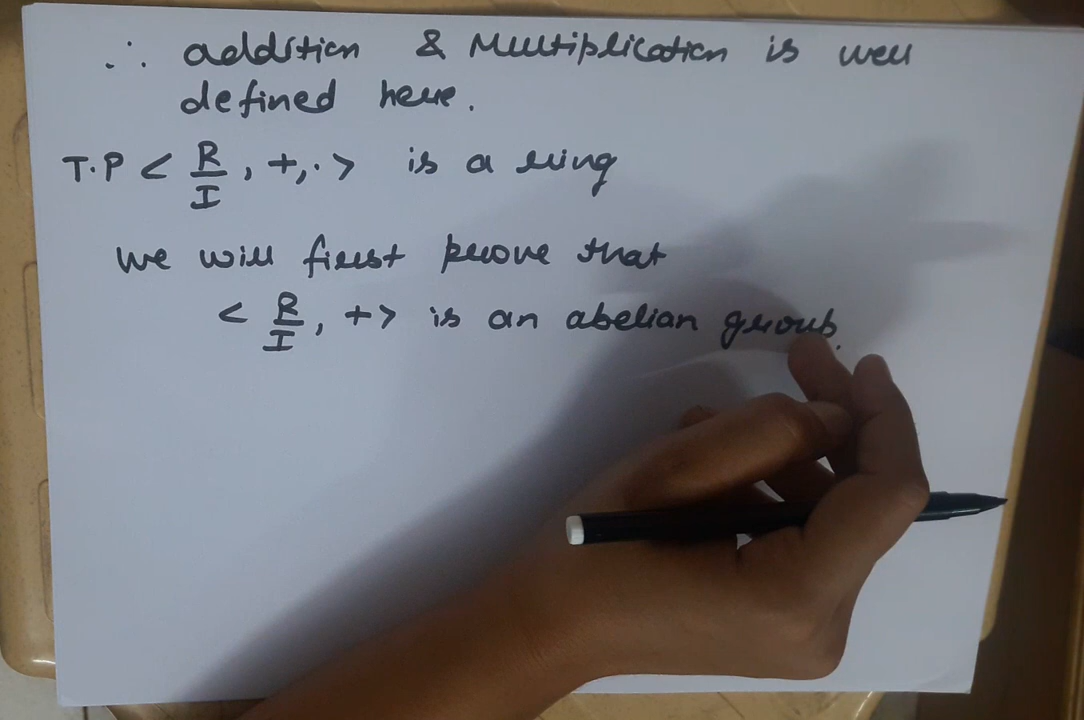 ∴ addition & Multiplication is well
defined here.
T.P < R/I, +, . > is a ring
we will first prove that
< R/I, +> is an abelian group.